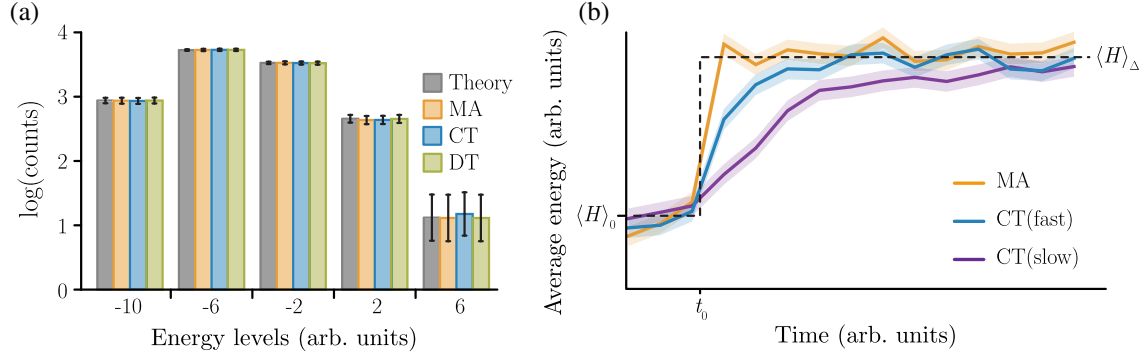 (a)
log(counts)
4
3
2
1
0
Theory
MA
CT
DT
-10
-6
-2
2
6
Energy levels (arb. units)
(b)
Average energy (arb. units)
⟨H⟩₀
⟨H⟩Δ
MA
CT(fast)
CT(slow)
t₀
Time (arb. units)